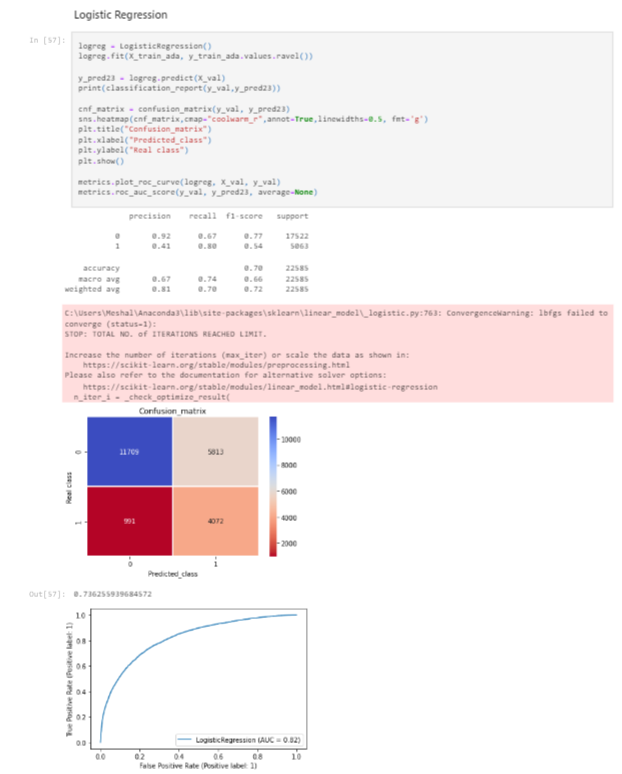 Logistic Regression
In [57]:
logreg = LogisticRegression()
logreg.fit(X_train_ada, y_train_ada.values.ravel())
y_pred23 = logreg.predict(X_val)
print(classification_report(y_val,y_pred23))
cnf_matrix = confusion_matrix(y_val, y_pred23)
sns.heatmap(cnf_matrix,cmap="coolwarm_r",annot=True,linewidths=0.5, fmt='g')
plt.title("Confusion_matrix")
plt.xlabel("Predicted_class")
plt.ylabel("Real class")
plt.show()
metrics.plot_roc_curve(logreg, X_val, y_val)
metrics.roc_auc_score(y_val, y_pred23, average=None)
precision recall f1-score support
0 0.92 0.67 0.77 17522
1 0.41 0.80 0.54 5063
accuracy 0.70 22585
macro avg 0.67 0.74 0.66 22585
weighted avg 0.81 0.70 0.72 22585
C:\Users\Meshal\Anaconda3\lib\site-packages\sklearn\linear_model\_logistic.py:763: ConvergenceWarning: lbfgs failed to
converge (status=1):
STOP: TOTAL NO. of ITERATIONS REACHED LIMIT.
Increase the number of iterations (max_iter) or scale the data as shown in:
https://scikit-learn.org/stable/modules/preprocessing.html
Please also refer to the documentation for alternative solver options:
https://scikit-learn.org/stable/modules/linear_model.html#logistic-regression
n_iter_i = _check_optimize_result(
Confusion_matrix
Real class
0
1
11709 5813
991 4072
10000
8000
6000
4000
2000
0 1
Predicted_class
Out[57]: 0.736255939684572
True Positive Rate (Positive label: 1)
1.0
0.8
0.6
0.4
0.2
0.0
LogisticRegression (AUC = 0.82)
0.0 0.2 0.4 0.6 0.8 1.0
False Positive Rate (Positive label: 1)